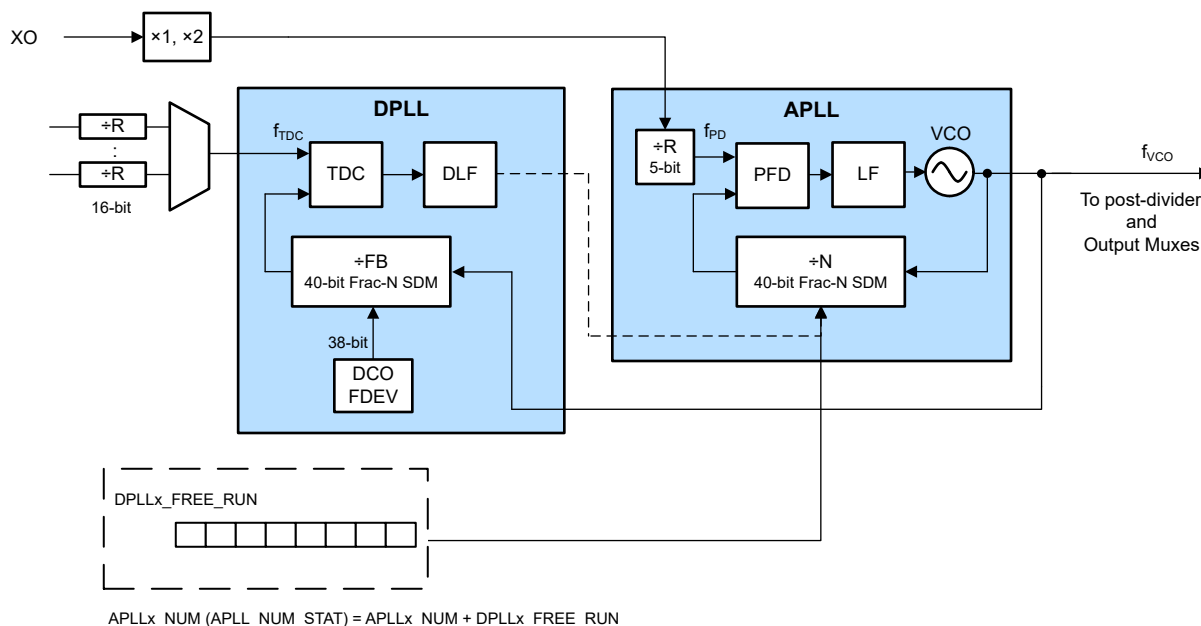 XO
×1, ×2
DPLL
APLL
÷R
:
÷R
16-bit
fTDC
TDC
DLF
÷R
5-bit
fPD
PFD
LF
VCO
fVCO
To post-divider
and
Output Muxes
÷FB
40-bit Frac-N SDM
÷N
40-bit Frac-N SDM
38-bit
DCO
FDEV
DPLLx_FREE_RUN
APLLx_NUM (APLL_NUM_STAT) = APLLx_NUM + DPLLx_FREE_RUN